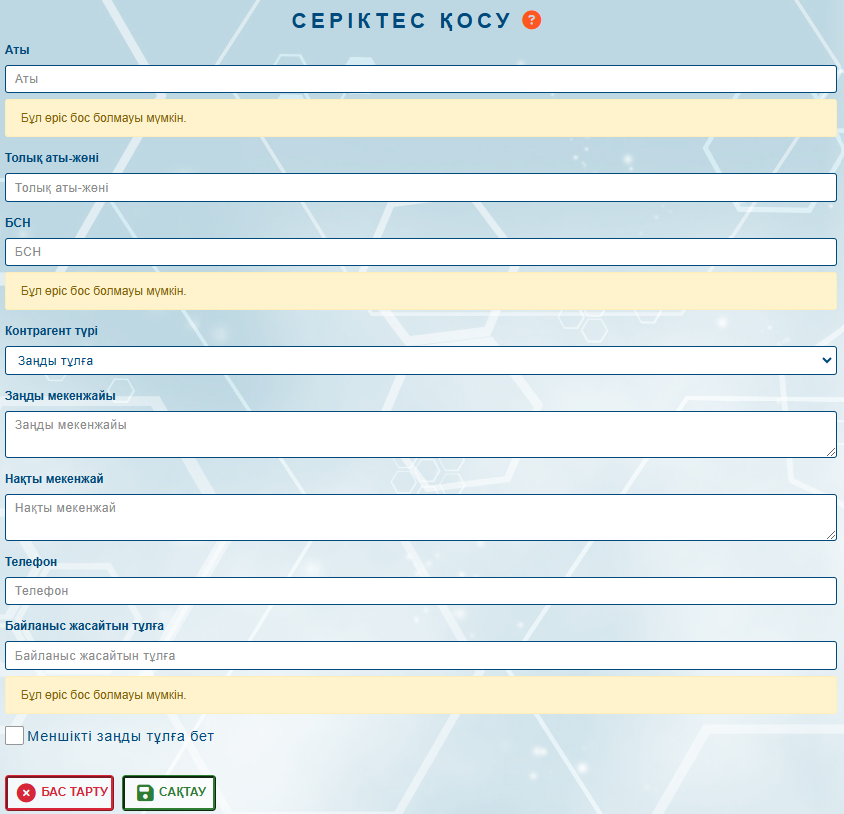 СЕРІКТЕС ҚОСУ ?
Аты
Аты
Бұл өріс бос болмауы мүмкін.
Толық аты-жөні
Толық аты-жөні
БСН
БСН
Бұл өріс бос болмауы мүмкін.
Контрагент түрі
Заңды тұлға
Заңды мекенжайы
Заңды мекенжайы
Нақты мекенжай
Нақты мекенжай
Телефон
Телефон
Байланыс жасайтын тұлға
Байланыс жасайтын тұлға
Бұл өріс бос болмауы мүмкін.
Меншікті заңды тұлға бет
БАС ТАРТУ САҚТАУ